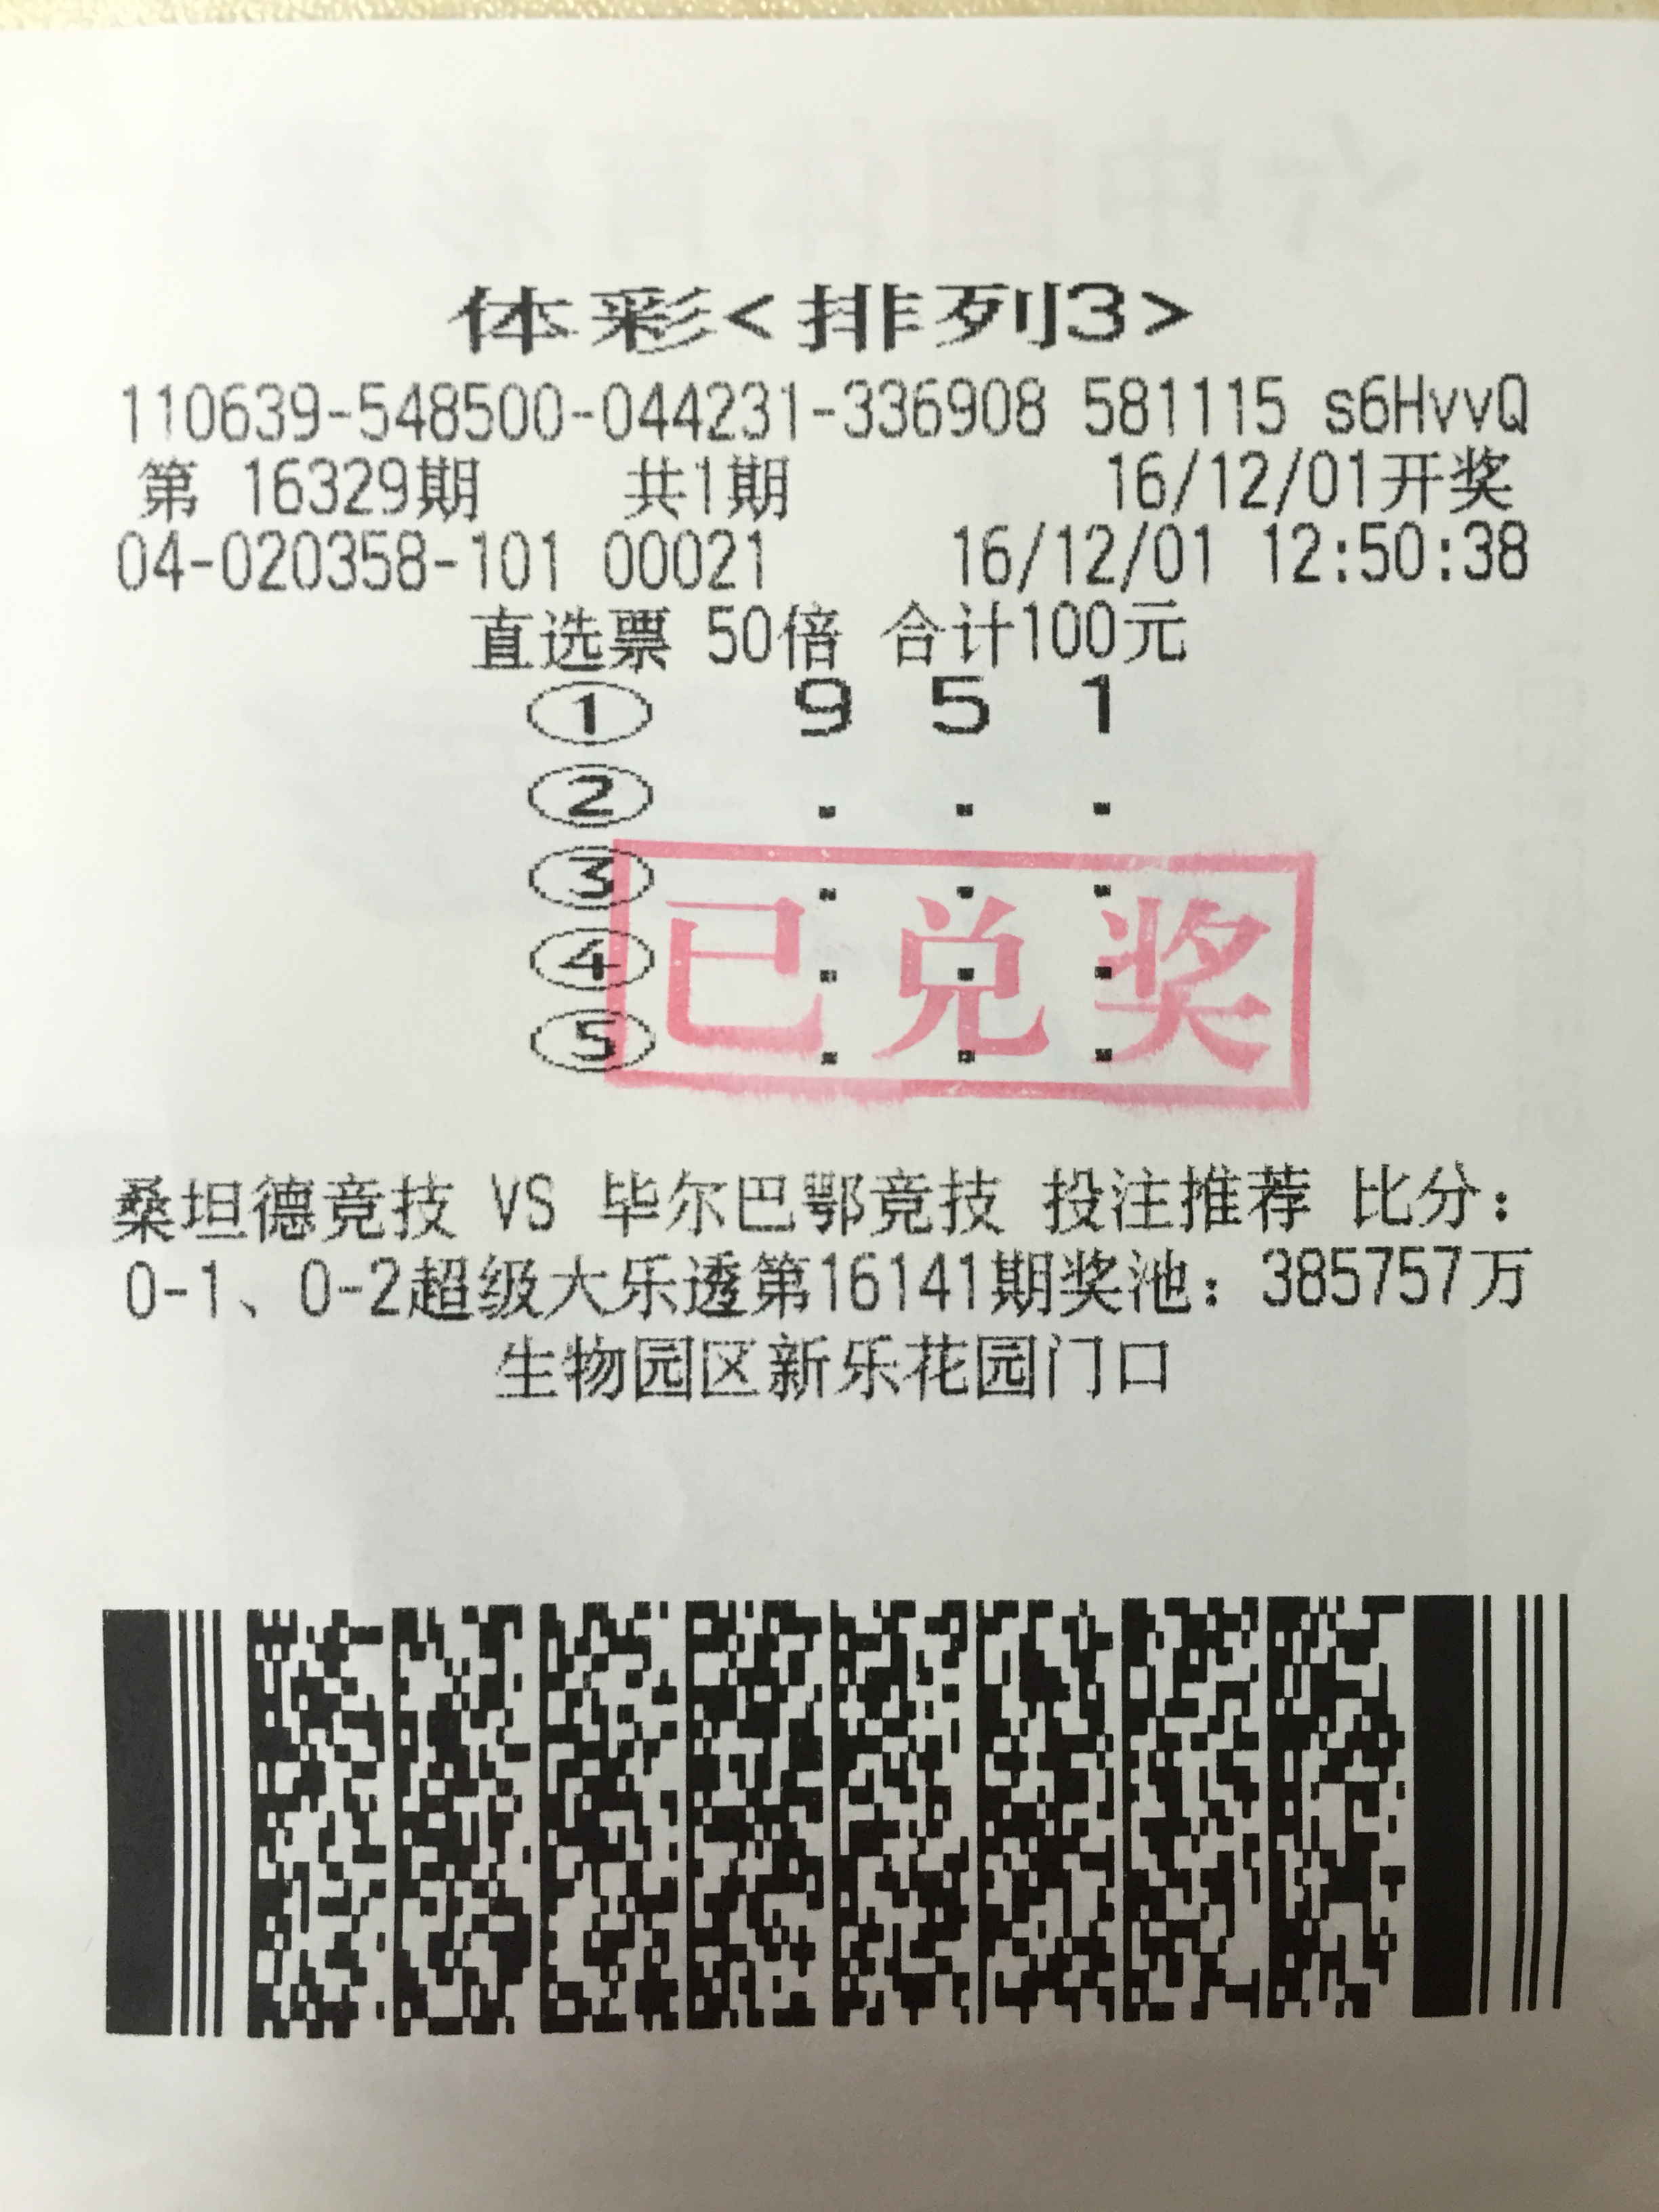 体彩<排列3>
110639-548500-044231-336908 581115 s6HvvQ
第 16329期 共1期 16/12/01开奖
04-020358-101 00021 16/12/01 12:50:38
直选票 50倍 合计100元
① 9 5 1
② . . .
③ . . .
④ . . .
⑤ . . .
已兑奖
桑坦德竞技 VS 毕尔巴鄂竞技 投注推荐 比分：
0-1、0-2超级大乐透第16141期奖池：385757万
生物园区新乐花园门口